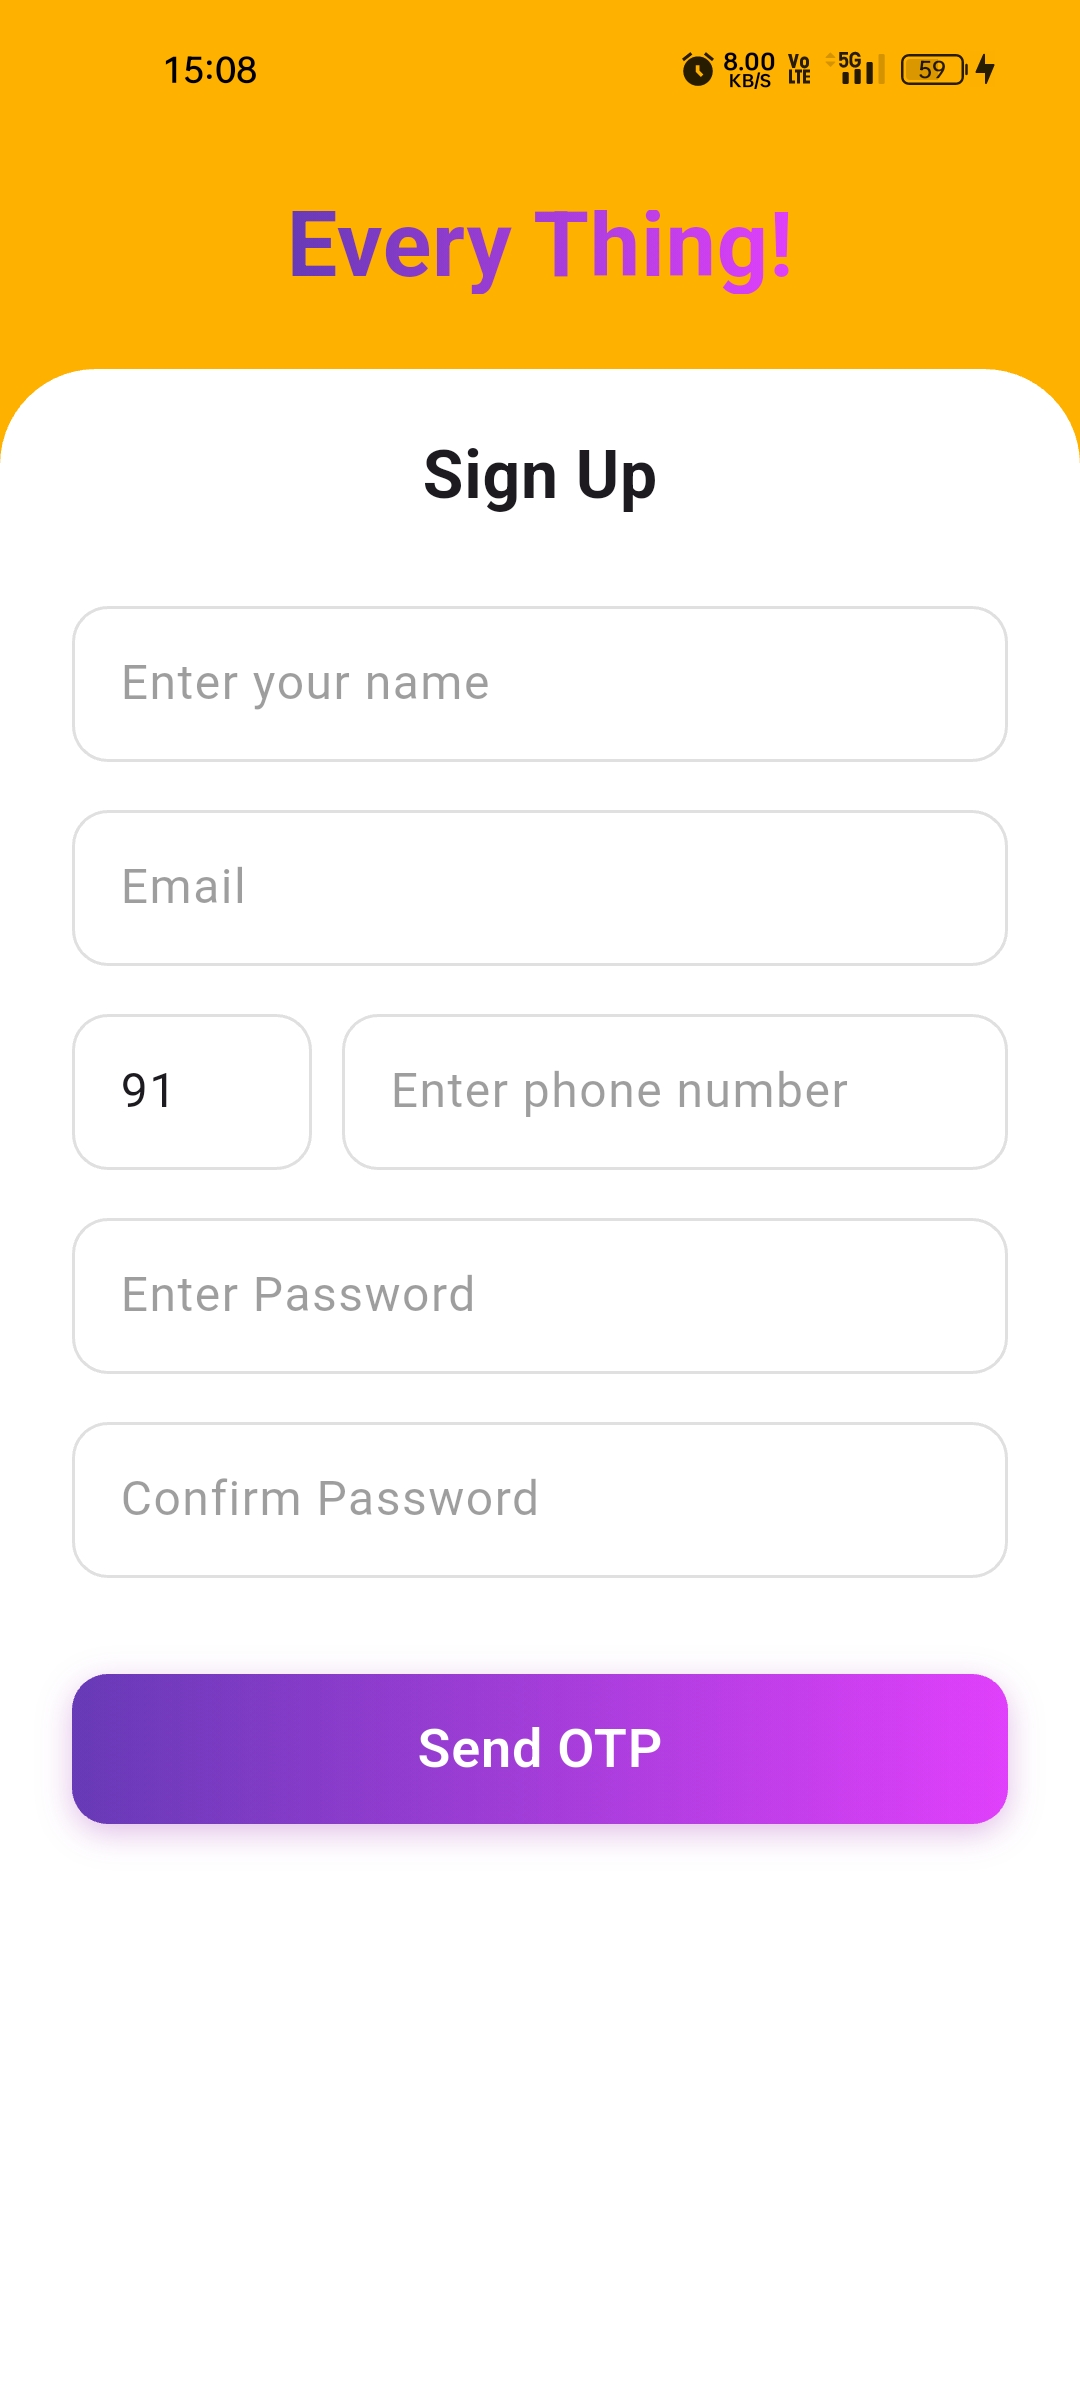 15:08
8.00
KB/S
Vo
LTE
5G
59
Every Thing!
Sign Up
Enter your name
Email
91
Enter phone number
Enter Password
Confirm Password
Send OTP